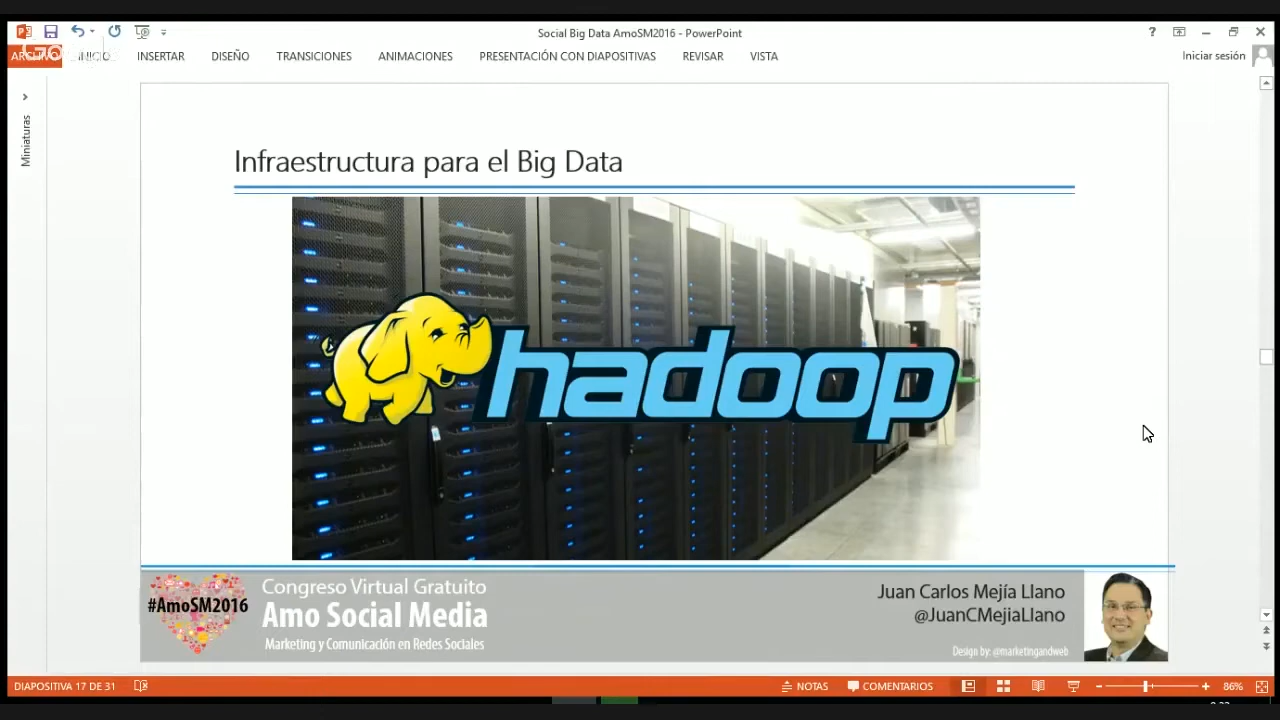 Social Big Data AmoSM2016 - PowerPoint
?
ARCHIVO INICIO INSERTAR DISEÑO TRANSICIONES ANIMACIONES PRESENTACIÓN CON DIAPOSITIVAS REVISAR VISTA Iniciar sesión
Miniaturas
Infraestructura para el Big Data
hadoop
#AmoSM2016
Congreso Virtual Gratuito
Amo Social Media
Marketing y Comunicación en Redes Sociales
Juan Carlos Mejía Llano
@JuanCMejiaLlano
Design by: @marketingandweb
DIAPOSITIVA 17 DE 31 NOTAS COMENTARIOS 86%